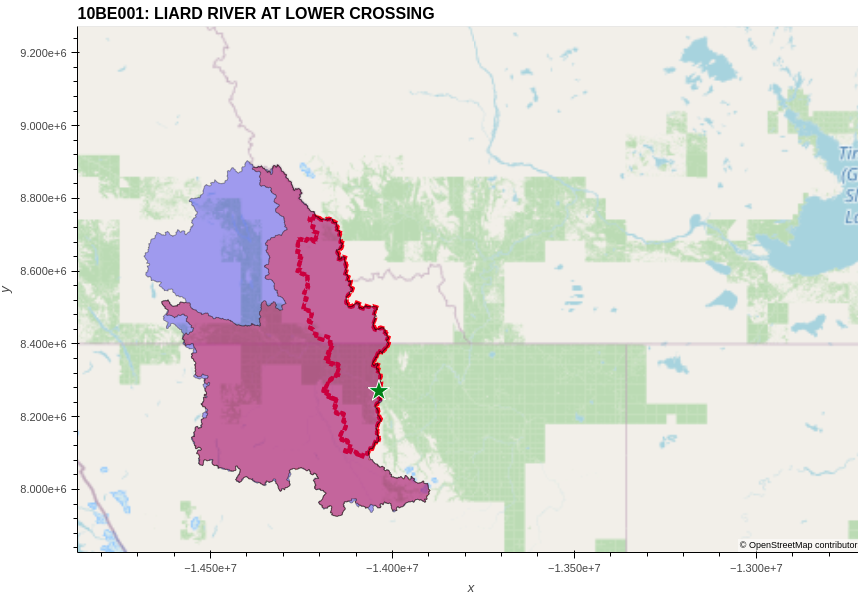 10BE001: LIARD RIVER AT LOWER CROSSING
9.200e+6
9.000e+6
8.800e+6
8.600e+6
8.400e+6
8.200e+6
8.000e+6
y
−1.450e+7
−1.400e+7
−1.350e+7
−1.300e+7
x
© OpenStreetMap contributor